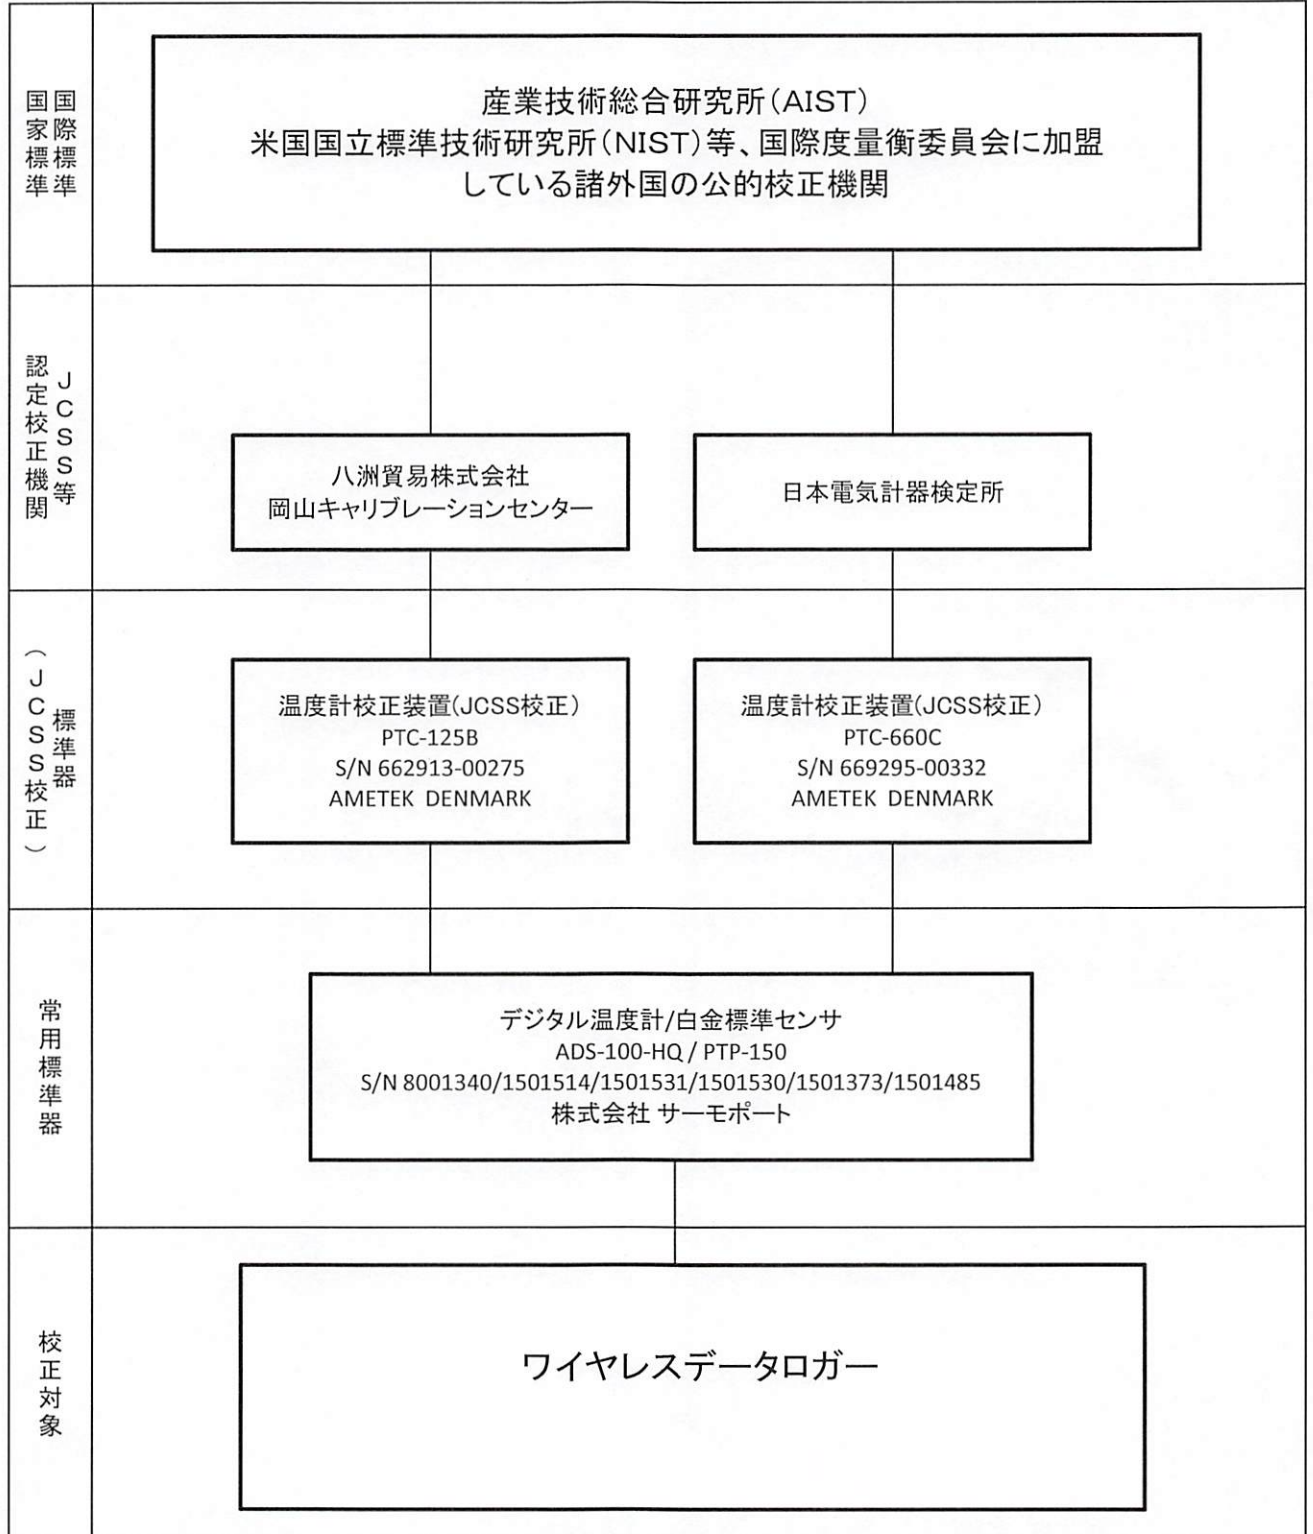 国際標準
国家標準
産業技術総合研究所(AIST)
米国国立標準技術研究所(NIST)等、国際度量衡委員会に加盟
している諸外国の公的校正機関
JCSS等
認定校正機関
八洲貿易株式会社
岡山キャリブレーションセンター
日本電気計器検定所
標準器
(JCSS校正)
温度計校正装置(JCSS校正)
PTC-125B
S/N 662913-00275
AMETEK DENMARK
温度計校正装置(JCSS校正)
PTC-660C
S/N 669295-00332
AMETEK DENMARK
常用標準器
デジタル温度計/白金標準センサ
ADS-100-HQ / PTP-150
S/N 8001340/1501514/1501531/1501530/1501373/1501485
株式会社 サーモポート
校正対象
ワイヤレスデータロガー